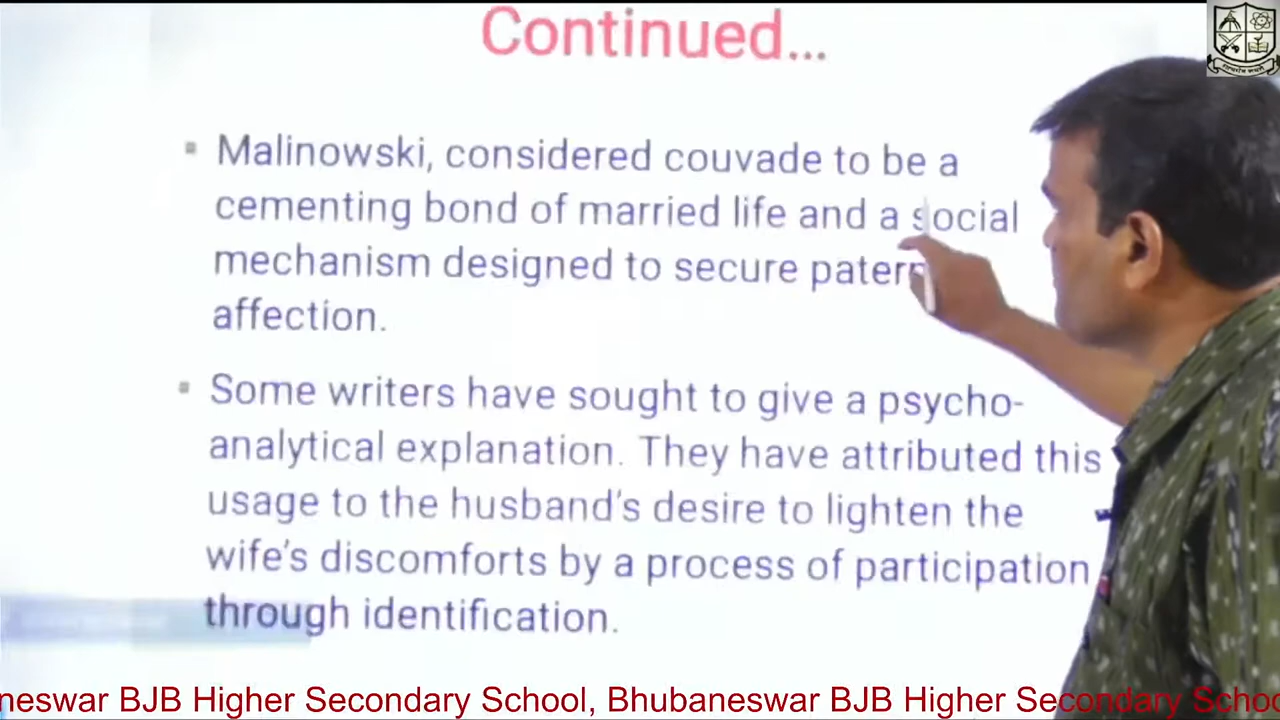 Continued...
▪ Malinowski, considered couvade to be a
cementing bond of married life and a social
mechanism designed to secure patern
affection.
▪ Some writers have sought to give a psycho-
analytical explanation. They have attributed this
usage to the husband's desire to lighten the
wife's discomforts by a process of participation
through identification.
neswar BJB Higher Secondary School, Bhubaneswar BJB Higher Secondary Schoo